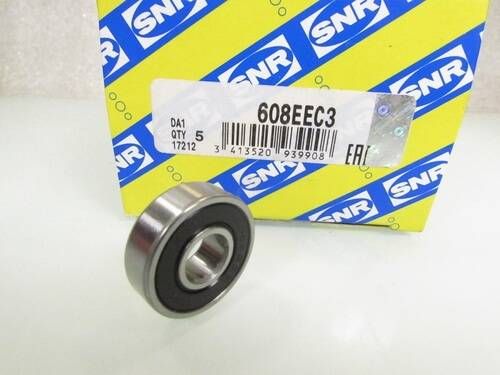 SNR
SNR
SNR
DA1
608EEC3
QTY 5
17212
3 413520 939908
EAC
SNR
SNR
SNR